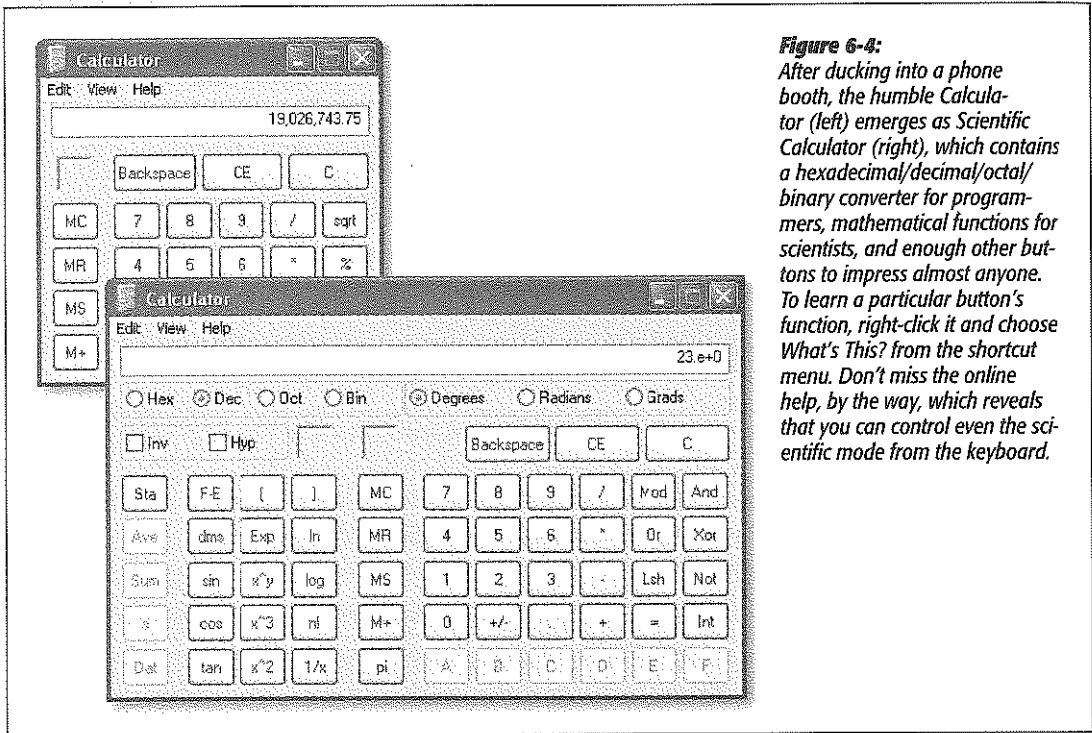 Calculator
Edit View Help
19,026,743.75
Backspace CE C
MC 7 8 9 / sqrt
MR 4 5 6 * %
MS
M+
Calculator
Edit View Help
23.e+0
Hex Dec Oct Bin Degrees Radians Grads
Inv Hyp Backspace CE C
Sta F-E ( ) MC 7 8 9 / Mod And
Ave dms Exp ln MR 4 5 6 * Or Xor
Sum sin x^y log MS 1 2 3 - Lsh Not
s cos x^3 n! M+ 0 +/- . + = Int
Dat tan x^2 1/x pi A B C D E F
Figure 6-4:
After ducking into a phone
booth, the humble Calcula-
tor (left) emerges as Scientific
Calculator (right), which contains
a hexadecimal/decimal/octal/
binary converter for program-
mers, mathematical functions for
scientists, and enough other but-
tons to impress almost anyone.
To learn a particular button's
function, right-click it and choose
What's This? from the shortcut
menu. Don't miss the online
help, by the way, which reveals
that you can control even the sci-
entific mode from the keyboard.